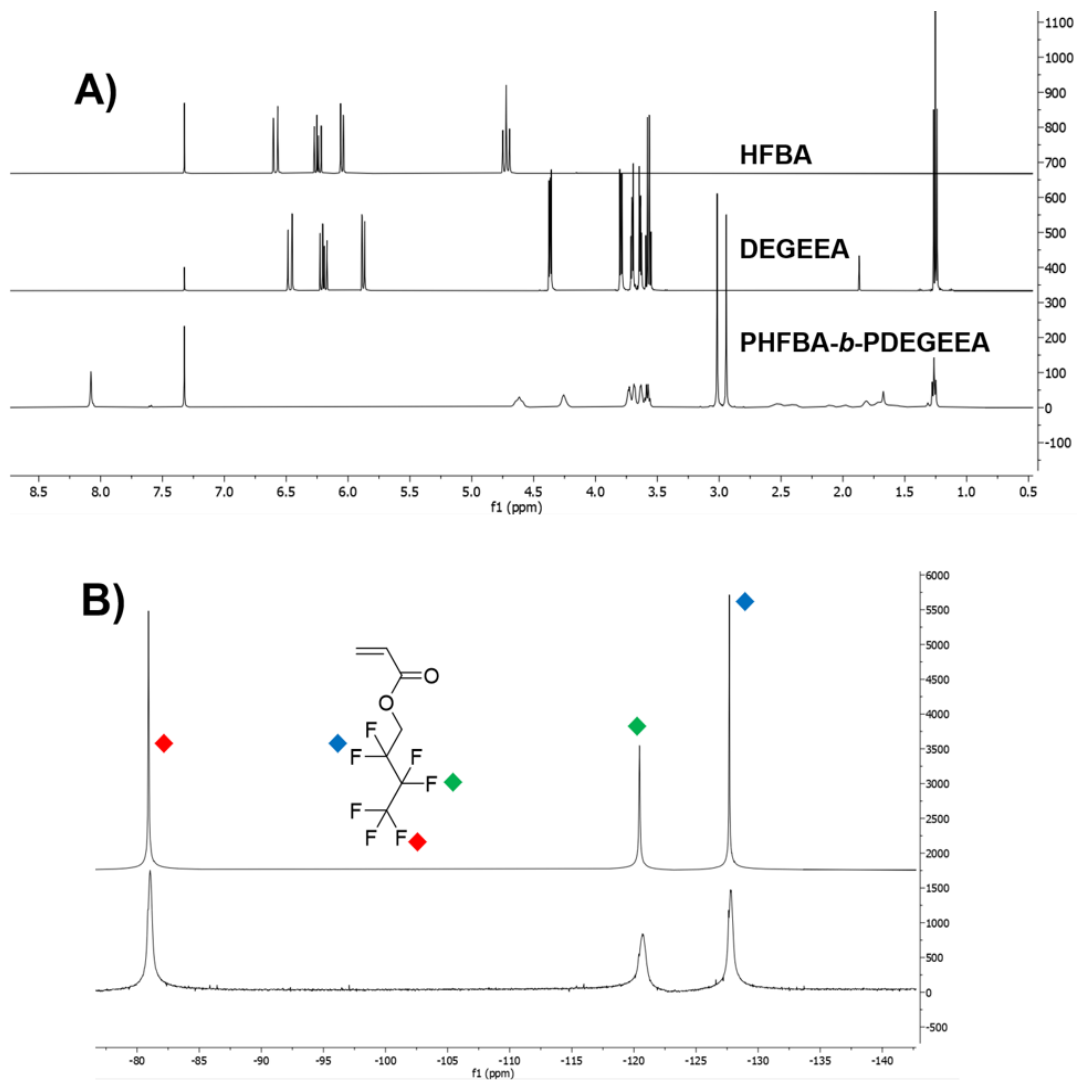 A)
HFBA
DEGEEA
PHFBA-b-PDEGEEA
1100
1000
900
800
700
600
500
400
300
200
100
0
-100
8.5 8.0 7.5 7.0 6.5 6.0 5.5 5.0 4.5 4.0 3.5 3.0 2.5 2.0 1.5 1.0 0.5
f1 (ppm)
B)
O
O
F
F
F
F
F
F
F
6000
5500
5000
4500
4000
3500
3000
2500
2000
1500
1000
500
0
-500
-80 -85 -90 -95 -100 -105 -110 -115 -120 -125 -130 -135 -140
f1 (ppm)